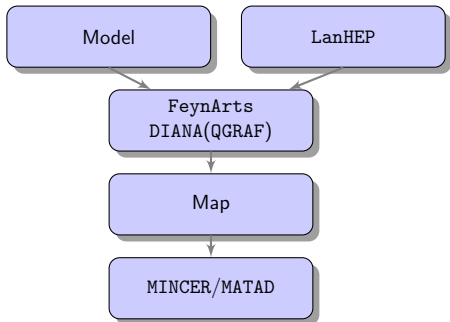 Model
LanHEP
FeynArts
DIANA(QGRAF)
Map
MINCER/MATAD